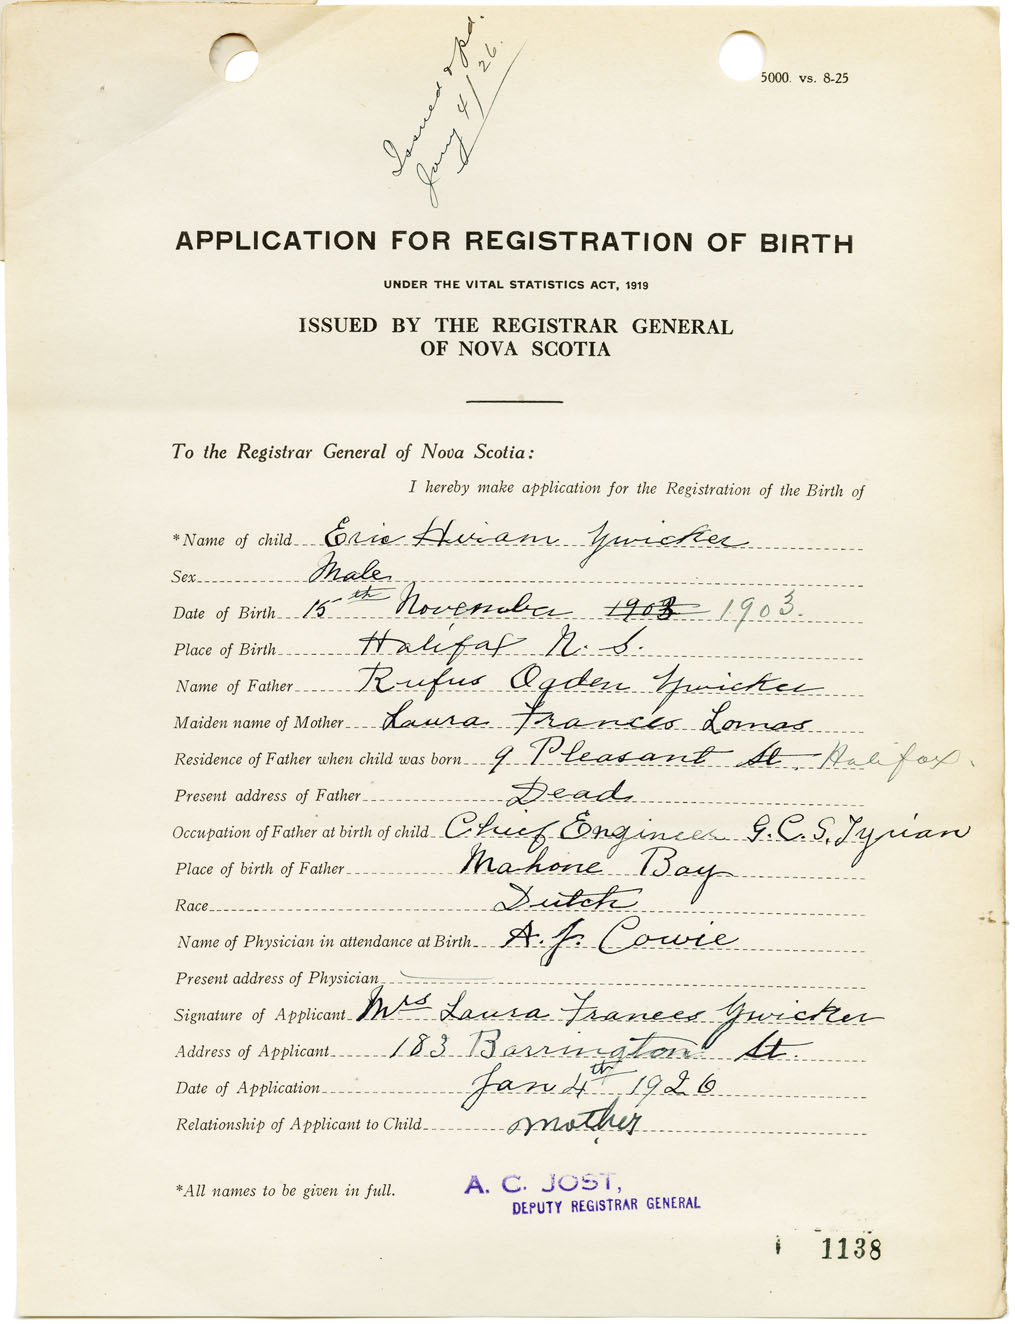 Issued & pd.
Jany 4/26.
5000. vs. 8-25
APPLICATION FOR REGISTRATION OF BIRTH
UNDER THE VITAL STATISTICS ACT, 1919
ISSUED BY THE REGISTRAR GENERAL
OF NOVA SCOTIA
To the Registrar General of Nova Scotia:
I hereby make application for the Registration of the Birth of
*Name of child Eric Hiram Zwicker
Sex Male
Date of Birth 15th November 1903 1903.
Place of Birth Halifax N. S.
Name of Father Rufus Ogden Zwicker
Maiden name of Mother Laura Frances Lomas
Residence of Father when child was born 9 Pleasant St. Halifax.
Present address of Father Dead
Occupation of Father at birth of child Chief Engineer G.C.S. Tyrian
Place of birth of Father Mahone Bay
Race Dutch
Name of Physician in attendance at Birth A. J. Cowie
Present address of Physician
Signature of Applicant Mrs Laura Frances Zwicker
Address of Applicant 183 Barrington St.
Date of Application Jan 4th 1926
Relationship of Applicant to Child mother
*All names to be given in full.
A. C. JOST,
DEPUTY REGISTRAR GENERAL
1138